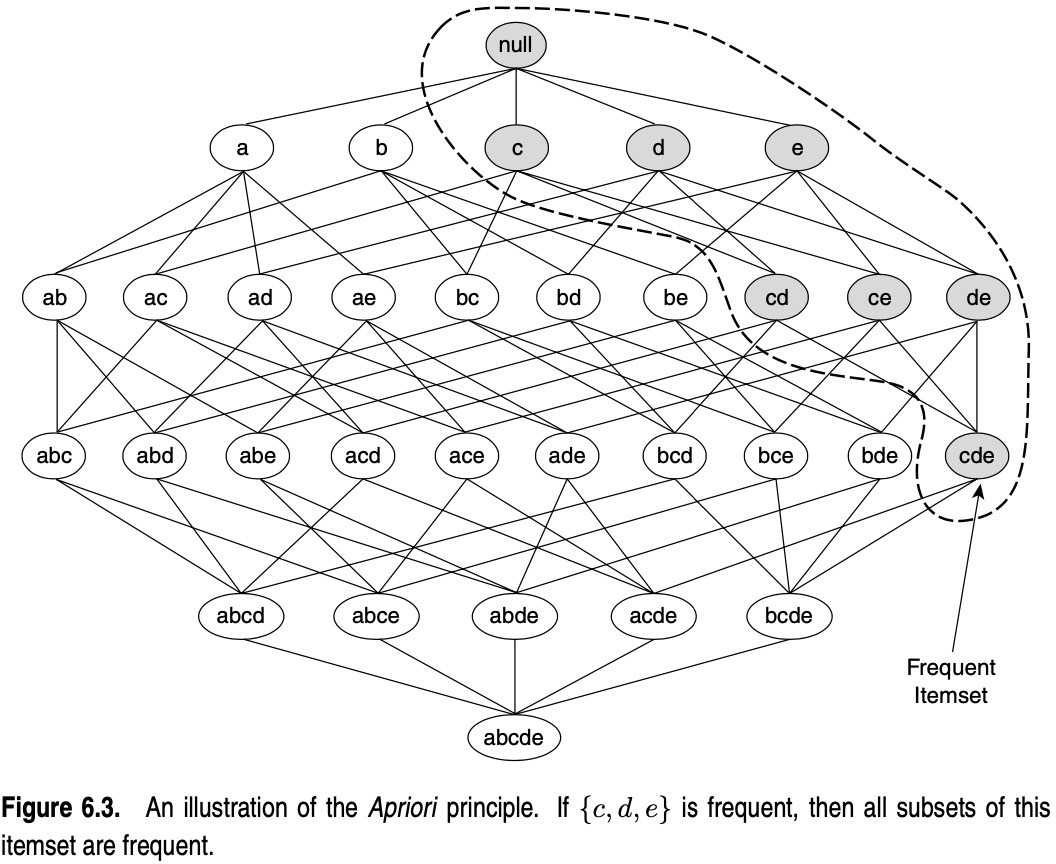 null
a b c d e
ab ac ad ae bc bd be cd ce de
abc abd abe acd ace ade bcd bce bde cde
abcd abce abde acde bcde
Frequent
Itemset
abcde
Figure 6.3. An illustration of the Apriori principle. If {c, d, e} is frequent, then all subsets of this
itemset are frequent.